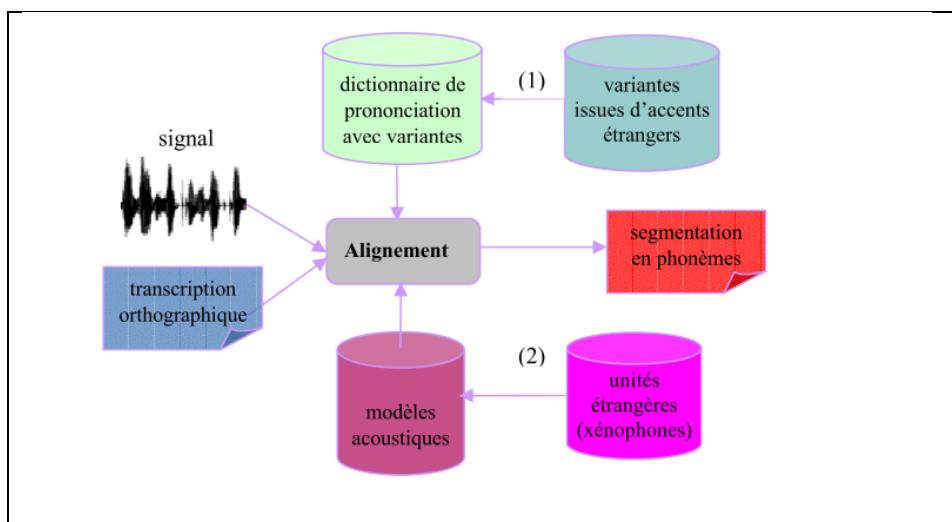 dictionnaire de
prononciation
avec variantes
(1)
variantes
issues d'accents
étrangers
signal
Alignement
segmentation
en phonèmes
transcription
orthographique
(2)
modèles
acoustiques
unités
étrangères
(xénophones)